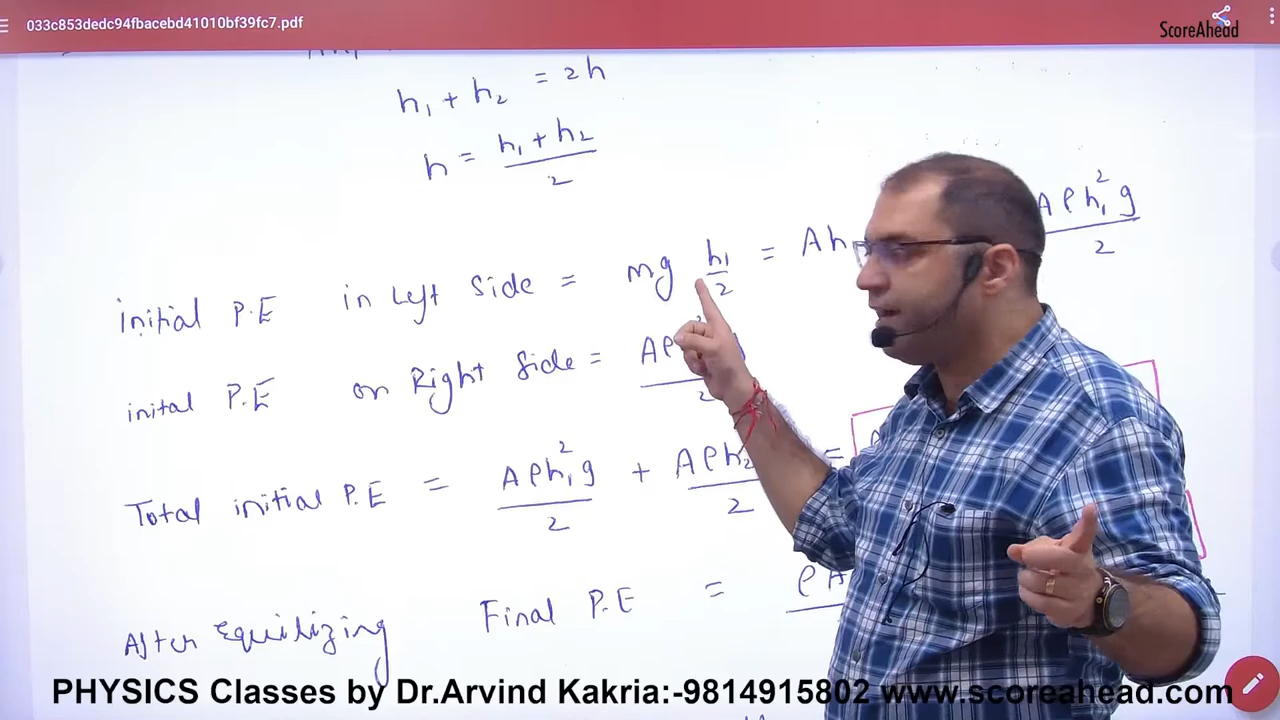 033c853dedc94fbacebd41010bf39fc7.pdf
ScoreAhead
h₁ + h₂ = 2h
h = h₁ + h₂ / 2
initial P.E in Left Side = mg h₁/2 = Ah Aρh₁²g / 2
inital P.E on Right Side = Aρ / 2
Total initial P.E = Aρh₁²g / 2 + Aρh₂ / 2 =
After Equilizing Final P.E = ρA
PHYSICS Classes by Dr.Arvind Kakria:-9814915802 www.scoreahead.com